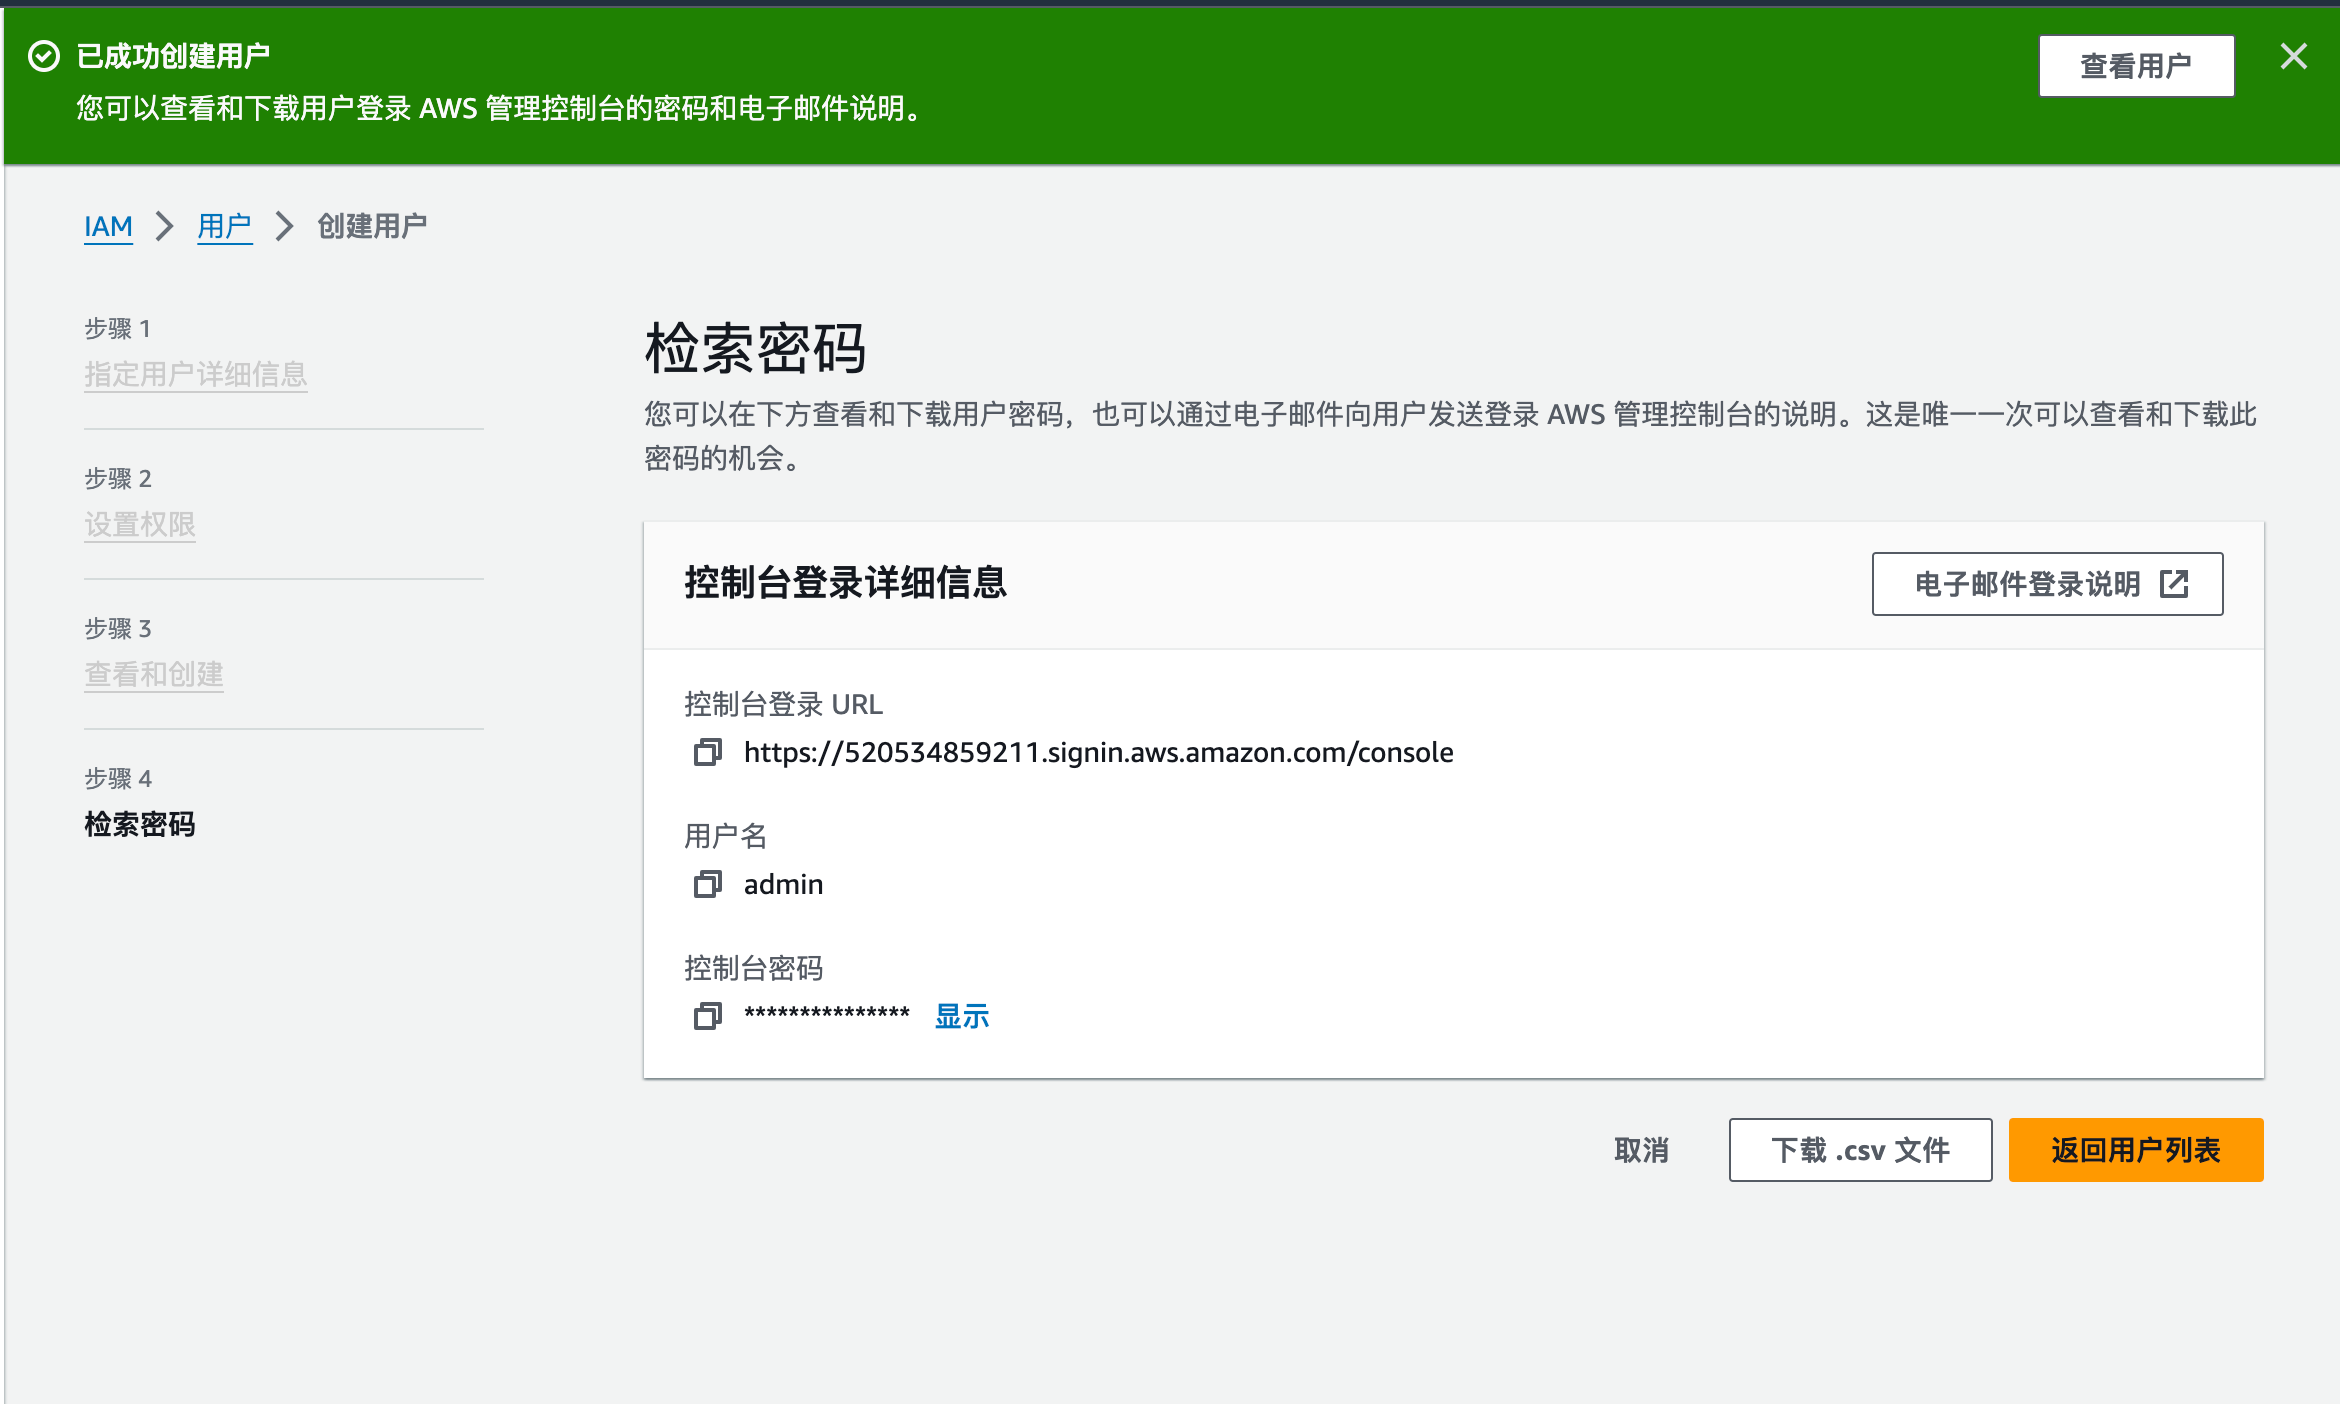 已成功创建用户
您可以查看和下载用户登录 AWS 管理控制台的密码和电子邮件说明。
查看用户
IAM
用户
创建用户
步骤 1
指定用户详细信息
步骤 2
设置权限
步骤 3
查看和创建
步骤 4
检索密码
检索密码
您可以在下方查看和下载用户密码，也可以通过电子邮件向用户发送登录 AWS 管理控制台的说明。这是唯一一次可以查看和下载此
密码的机会。
控制台登录详细信息
电子邮件登录说明
控制台登录 URL
https://520534859211.signin.aws.amazon.com/console
用户名
admin
控制台密码
*************** 显示
取消
下载 .csv 文件
返回用户列表